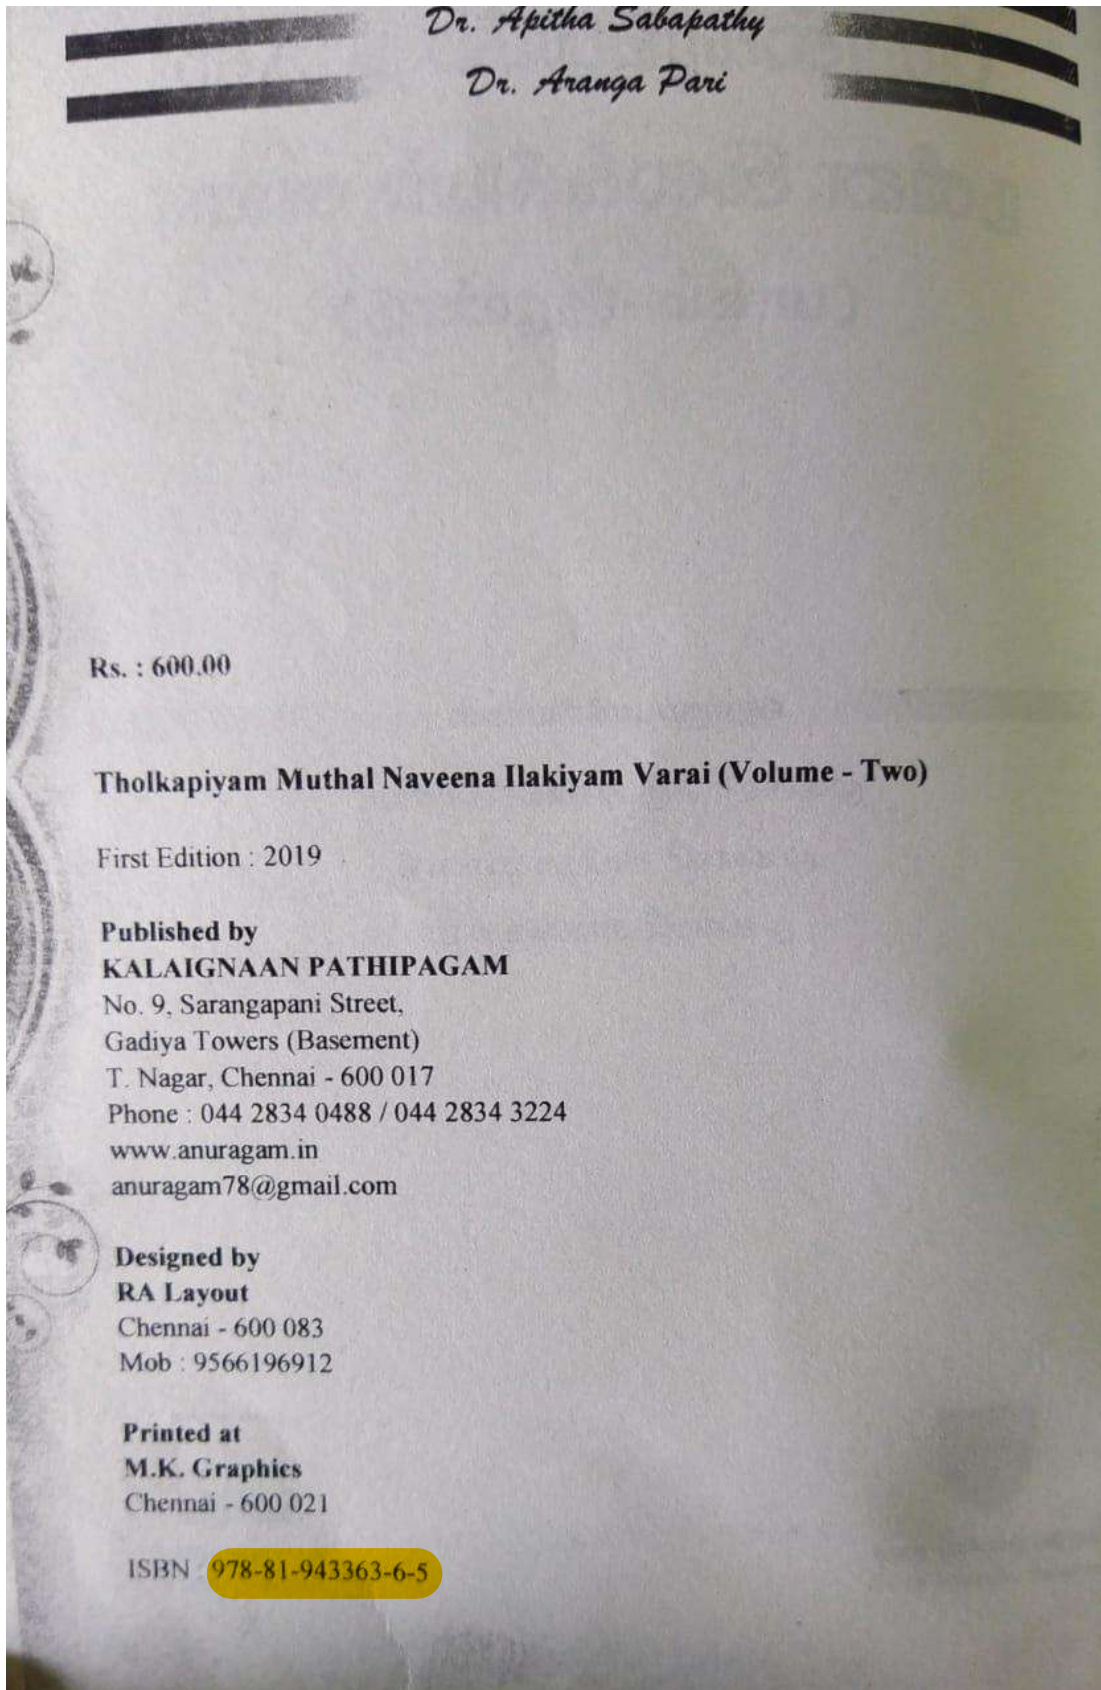 Dr. Apitha Sabapathy
Dr. Aranga Pari
Rs. : 600.00
Tholkapiyam Muthal Naveena Ilakiyam Varai (Volume - Two)
First Edition : 2019
Published by
KALAIGNAAN PATHIPAGAM
No. 9, Sarangapani Street,
Gadiya Towers (Basement)
T. Nagar, Chennai - 600 017
Phone : 044 2834 0488 / 044 2834 3224
www.anuragam.in
anuragam78@gmail.com
Designed by
RA Layout
Chennai - 600 083
Mob : 9566196912
Printed at
M.K. Graphics
Chennai - 600 021
ISBN : 978-81-943363-6-5